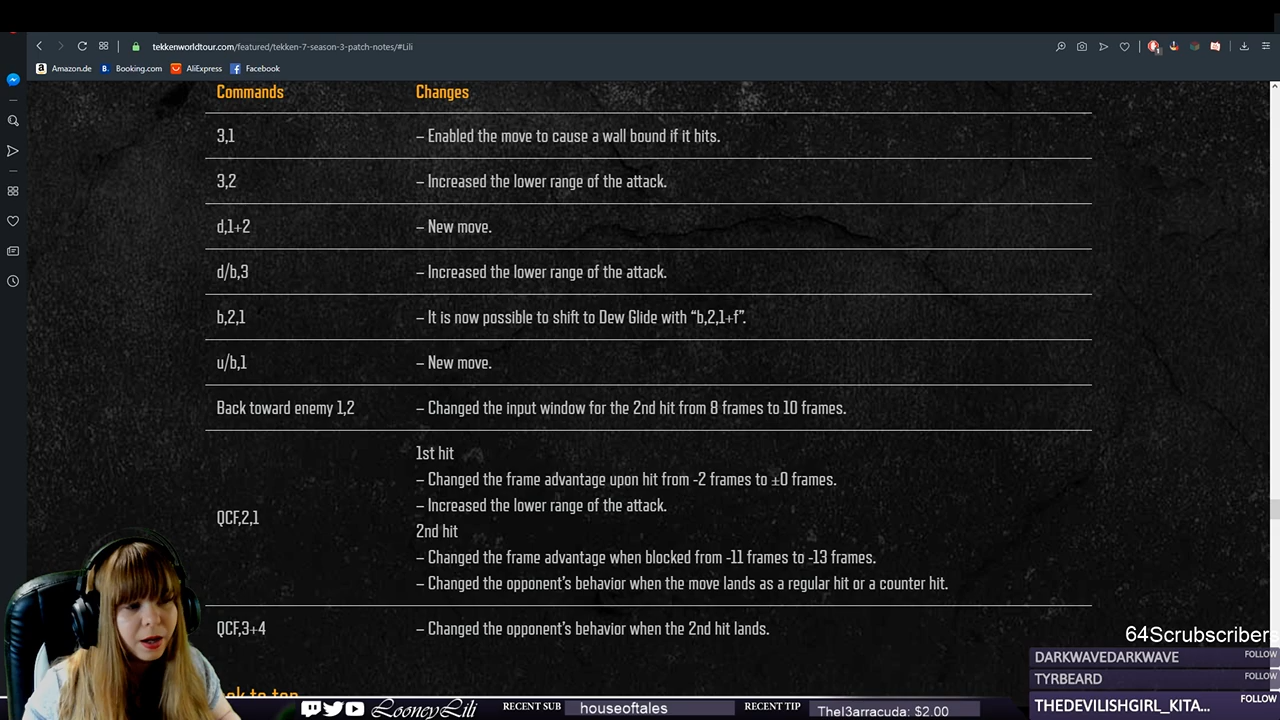 tekkenworldtour.com/featured/tekken-7-season-3-patch-notes/#Lili
Amazon.de Booking.com AliExpress Facebook
Commands Changes
3,1 – Enabled the move to cause a wall bound if it hits.
3,2 – Increased the lower range of the attack.
d,1+2 – New move.
d/b,3 – Increased the lower range of the attack.
b,2,1 – It is now possible to shift to Dew Glide with “b,2,1+f”.
u/b,1 – New move.
Back toward enemy 1,2 – Changed the input window for the 2nd hit from 8 frames to 10 frames.
1st hit
– Changed the frame advantage upon hit from -2 frames to ±0 frames.
– Increased the lower range of the attack.
QCF,2,1
2nd hit
– Changed the frame advantage when blocked from -11 frames to -13 frames.
– Changed the opponent’s behavior when the move lands as a regular hit or a counter hit.
QCF,3+4 – Changed the opponent’s behavior when the 2nd hit lands.
64Scrubscriber
DARKWAVEDARKWAVE FOLLOW
TYRBEARD FOLLOW
THEDEVILISHGIRL_KITA... FOLLOW
to top
LooneyLili RECENT SUB houseoftales RECENT TIP TheI3arracuda: $2.00